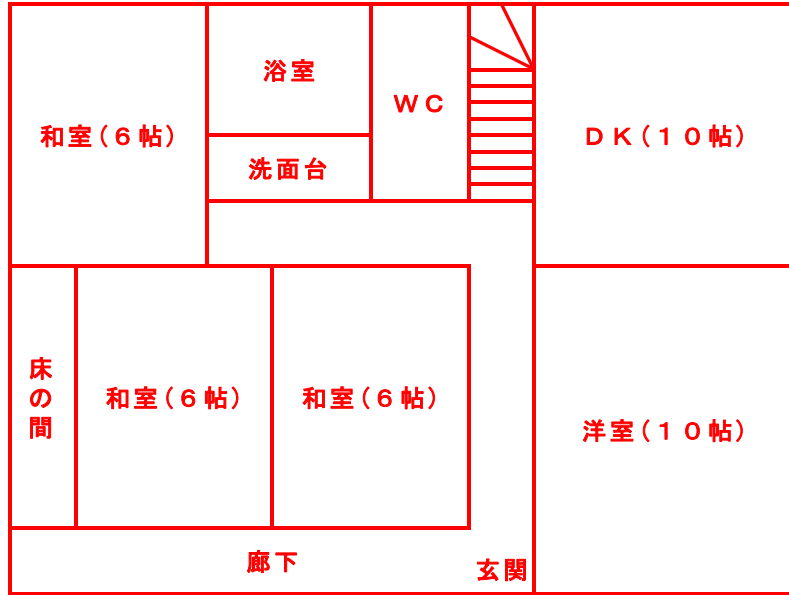 浴室
WC
和室(6帖)
DK(10帖)
洗面台
床の間
和室(6帖)
和室(6帖)
洋室(10帖)
廊下
玄関